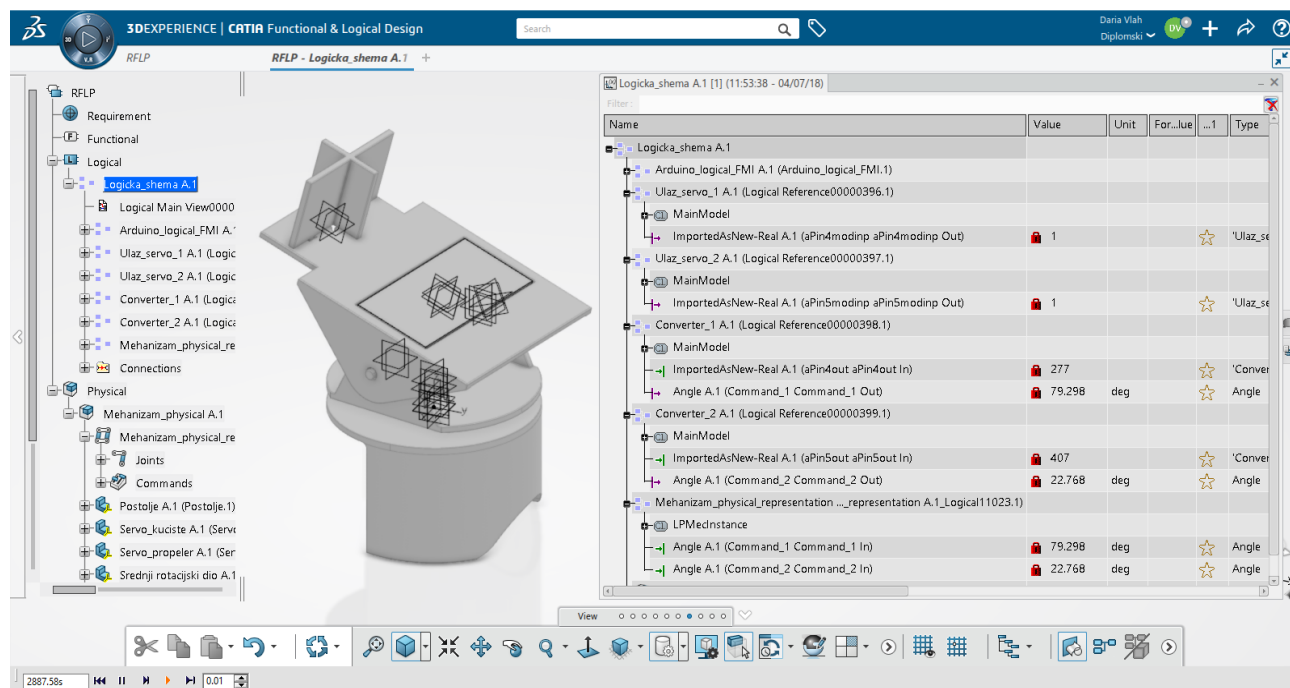 3DEXPERIENCE | CATIA Functional & Logical Design
Search
Daria Vlah
Diplomski
DV
3D
V.R
RFLP
RFLP - Logicka_shema A.1
RFLP
Requirement
Functional
Logical
Logicka_shema A.1
Logical Main View0000
Arduino_logical_FMI A.
Ulaz_servo_1 A.1 (Logic
Ulaz_servo_2 A.1 (Logic
Converter_1 A.1 (Logica
Converter_2 A.1 (Logica
Mehanizam_physical_re
Connections
Physical
Mehanizam_physical A.1
Mehanizam_physical_re
Joints
Commands
Postolje A.1 (Postolje.1)
Servo_kuciste A.1 (Servo
Servo_propeler A.1 (Ser
Srednji rotacijski dio A.1
y
Logicka_shema A.1 [1] (11:53:38 - 04/07/18)
Filter :
Name Value Unit For...lue ...1 Type
Logicka_shema A.1
Arduino_logical_FMI A.1 (Arduino_logical_FMI.1)
Ulaz_servo_1 A.1 (Logical Reference00000396.1)
MainModel
ImportedAsNew-Real A.1 (aPin4modinp aPin4modinp Out) 1 'Ulaz_se
Ulaz_servo_2 A.1 (Logical Reference00000397.1)
MainModel
ImportedAsNew-Real A.1 (aPin5modinp aPin5modinp Out) 1 'Ulaz_se
Converter_1 A.1 (Logical Reference00000398.1)
MainModel
ImportedAsNew-Real A.1 (aPin4out aPin4out In) 277 'Conver
Angle A.1 (Command_1 Command_1 Out) 79.298 deg Angle
Converter_2 A.1 (Logical Reference00000399.1)
MainModel
ImportedAsNew-Real A.1 (aPin5out aPin5out In) 407 'Conver
Angle A.1 (Command_2 Command_2 Out) 22.768 deg Angle
Mehanizam_physical_representation ..._representation A.1_Logical11023.1)
LPMecInstance
Angle A.1 (Command_1 Command_1 In) 79.298 deg Angle
Angle A.1 (Command_2 Command_2 In) 22.768 deg Angle
View
2887.58s 0.01